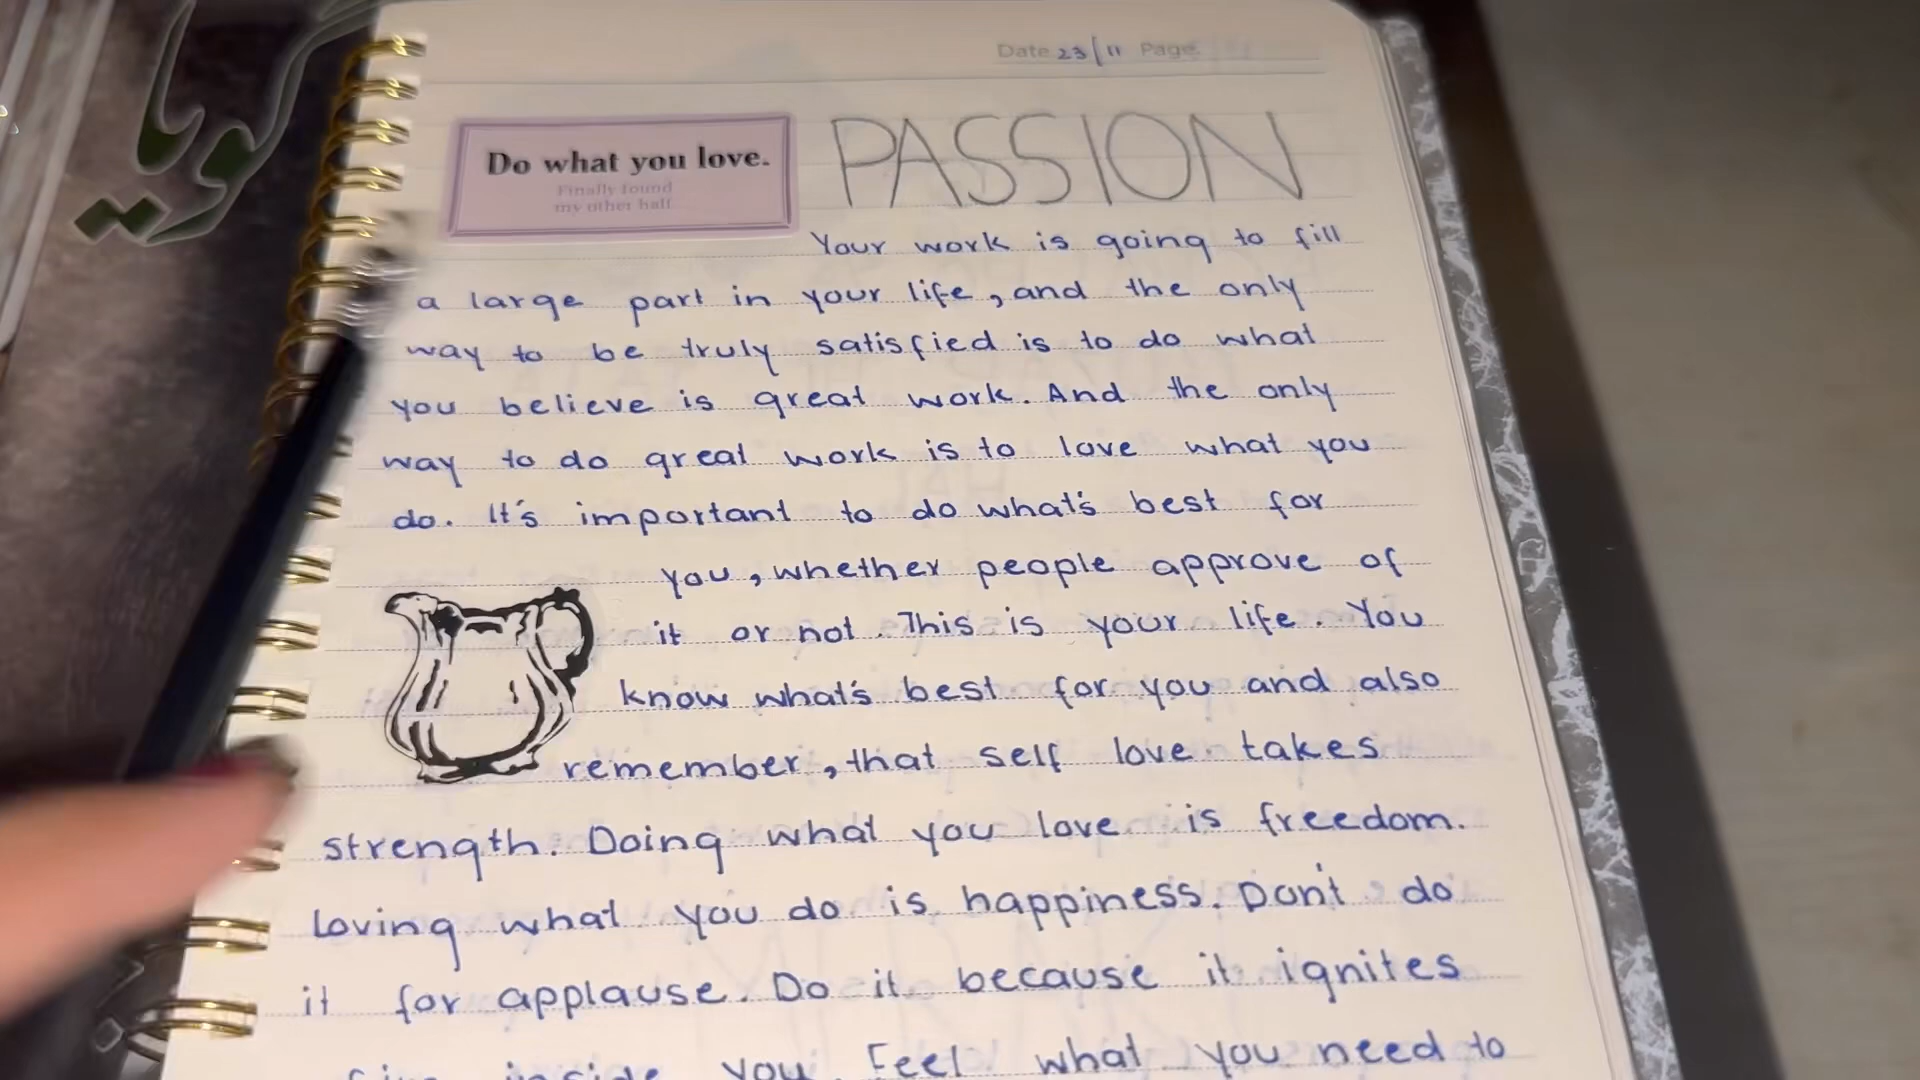 گویا
Date 23/11 Page
Do what you love.
Finally found
my other half
PASSION
Your work is going to fill
a large part in your life, and the only
way to be truly satisfied is to do what
you believe is great work. And the only
way to do great work is to love what you
do. It's important to do what's best for
you, whether people approve of
it or not. This is your life. You
know what's best for you and also
remember, that self love takes
strength. Doing what you love is freedom.
Loving what you do is happiness. Don't do
it for applause. Do it because it ignites
fire inside you. Feel what you need to